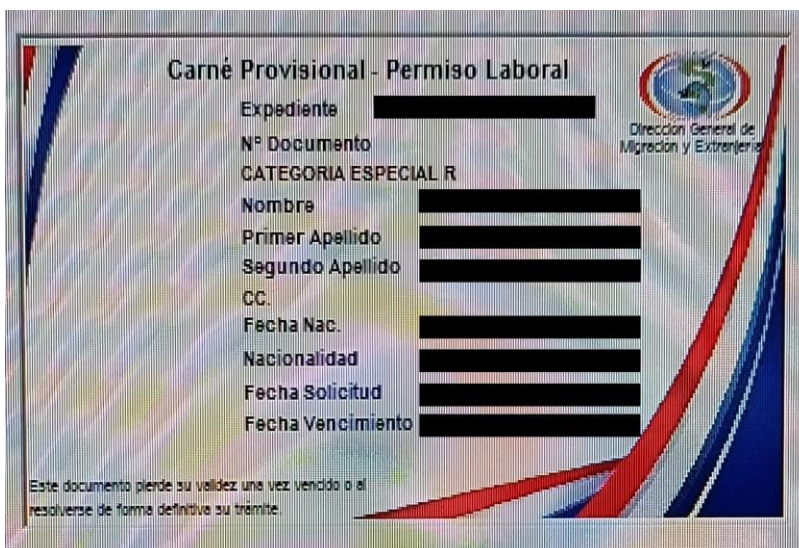 Carné Provisional - Permiso Laboral
Expediente
Dirección General de
Migración y Extranjería
Nº Documento
CATEGORIA ESPECIAL R
Nombre
Primer Apellido
Segundo Apellido
CC.
Fecha Nac.
Nacionalidad
Fecha Solicitud
Fecha Vencimiento
Este documento pierde su validez una vez vencido o al
resolverse de forma definitiva su trámite.